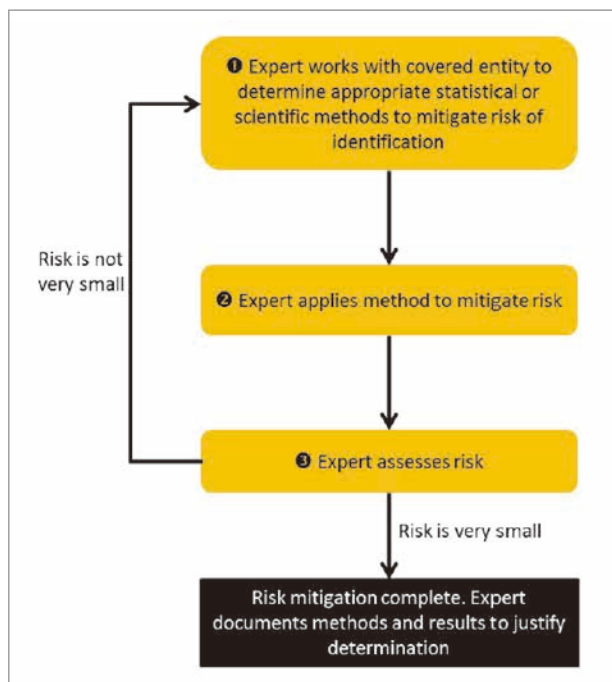 ❶ Expert works with covered entity to
determine appropriate statistical or
scientific methods to mitigate risk of
identification
Risk is not
very small
❷ Expert applies method to mitigate risk
❸ Expert assesses risk
Risk is very small
Risk mitigation complete. Expert
documents methods and results to justify
determination